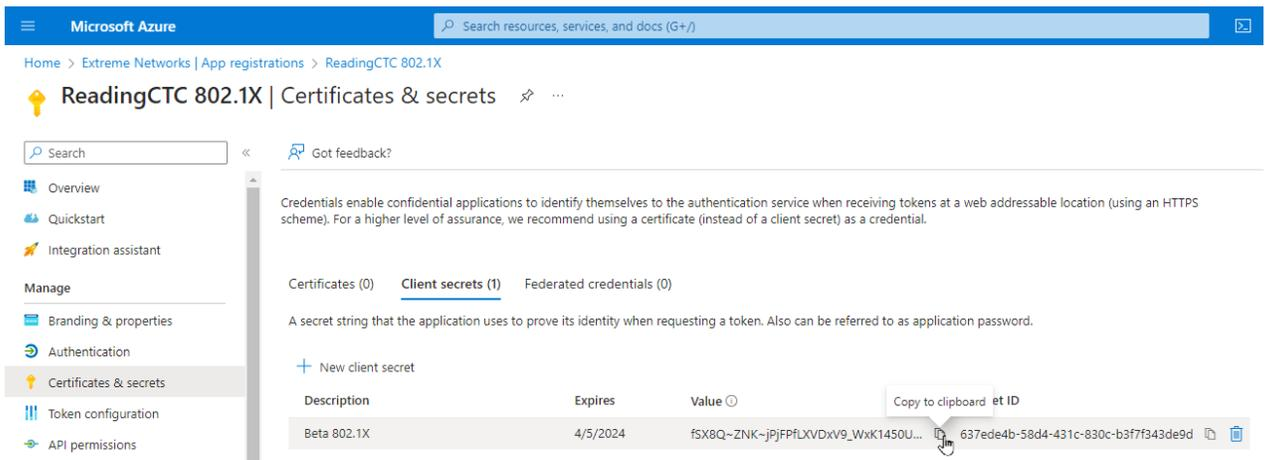 Microsoft Azure
Search resources, services, and docs (G+/)
Home > Extreme Networks | App registrations > ReadingCTC 802.1X
ReadingCTC 802.1X | Certificates & secrets
Search
Got feedback?
Overview
Quickstart
Integration assistant
Credentials enable confidential applications to identify themselves to the authentication service when receiving tokens at a web addressable location (using an HTTPS
scheme). For a higher level of assurance, we recommend using a certificate (instead of a client secret) as a credential.
Manage
Certificates (0) Client secrets (1) Federated credentials (0)
Branding & properties
A secret string that the application uses to prove its identity when requesting a token. Also can be referred to as application password.
Authentication
New client secret
Certificates & secrets
Description Expires Value Copy to clipboard et ID
Token configuration
Beta 802.1X 4/5/2024 fSX8Q~ZNK~jPjFPfLXVDxV9_WxK1450U... 637ede4b-58d4-431c-830c-b3f7f343de9d
API permissions